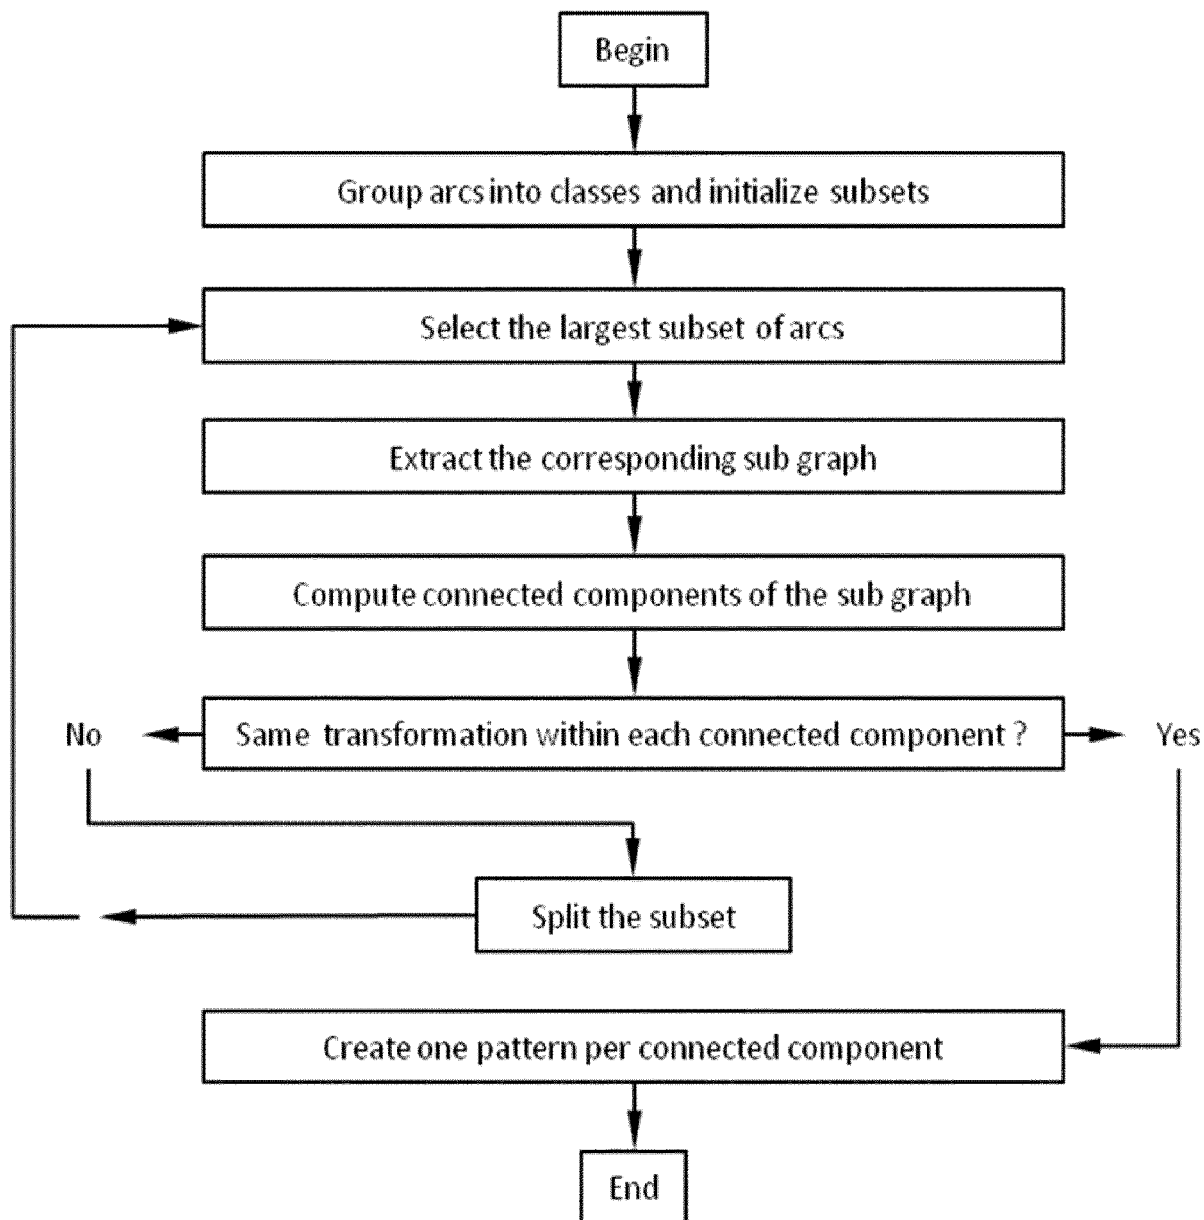 Begin
Group arcs into classes and initialize subsets
Select the largest subset of arcs
Extract the corresponding sub graph
Compute connected components of the sub graph
No
Same transformation within each connected component ?
Yes
Split the subset
Create one pattern per connected component
End